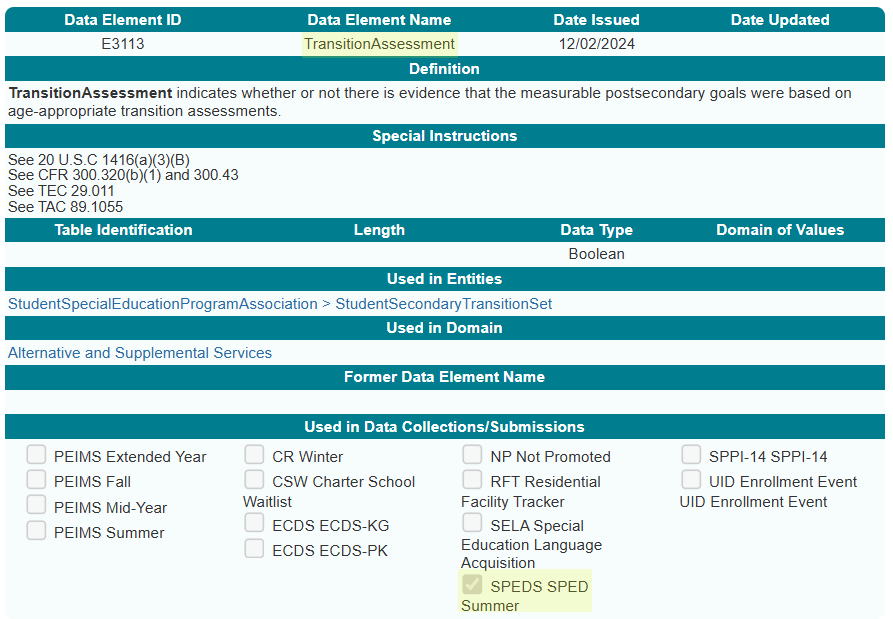 Data Element ID Data Element Name Date Issued Date Updated
E3113 TransitionAssessment 12/02/2024
Definition
TransitionAssessment indicates whether or not there is evidence that the measurable postsecondary goals were based on
age-appropriate transition assessments.
Special Instructions
See 20 U.S.C 1416(a)(3)(B)
See CFR 300.320(b)(1) and 300.43
See TEC 29.011
See TAC 89.1055
Table Identification Length Data Type Domain of Values
Boolean
Used in Entities
StudentSpecialEducationProgramAssociation > StudentSecondaryTransitionSet
Used in Domain
Alternative and Supplemental Services
Former Data Element Name
Used in Data Collections/Submissions
PEIMS Extended Year
PEIMS Fall
PEIMS Mid-Year
PEIMS Summer
CR Winter
CSW Charter School
Waitlist
ECDS ECDS-KG
ECDS ECDS-PK
NP Not Promoted
RFT Residential
Facility Tracker
SELA Special
Education Language
Acquisition
SPEDS SPED
Summer
SPPI-14 SPPI-14
UID Enrollment Event
UID Enrollment Event